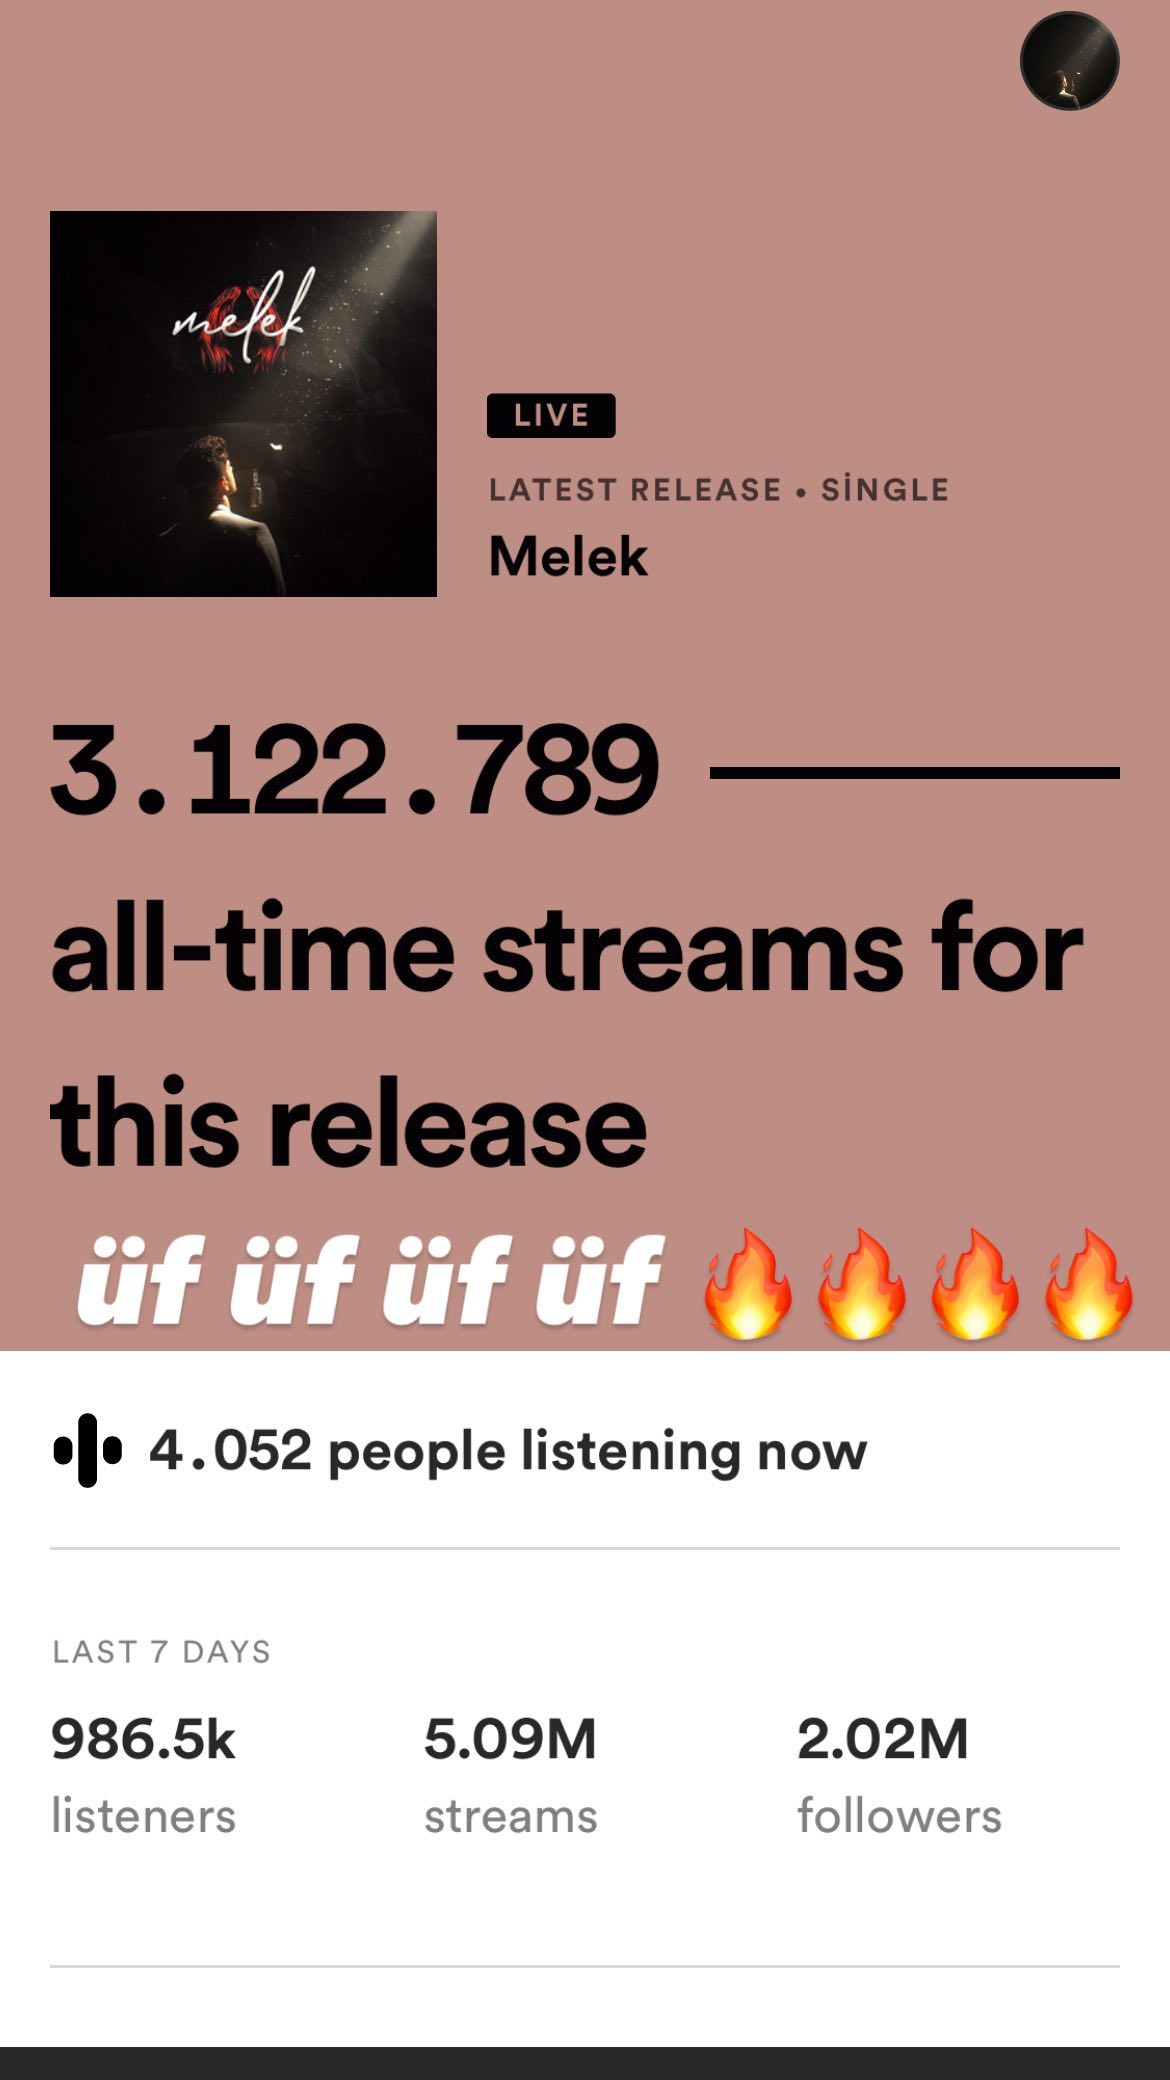 melek
LIVE
LATEST RELEASE • SİNGLE
Melek
3.122.789
all-time streams for
this release
üf üf üf üf 🔥🔥🔥🔥
4.052 people listening now
LAST 7 DAYS
986.5k 5.09M 2.02M
listeners streams followers